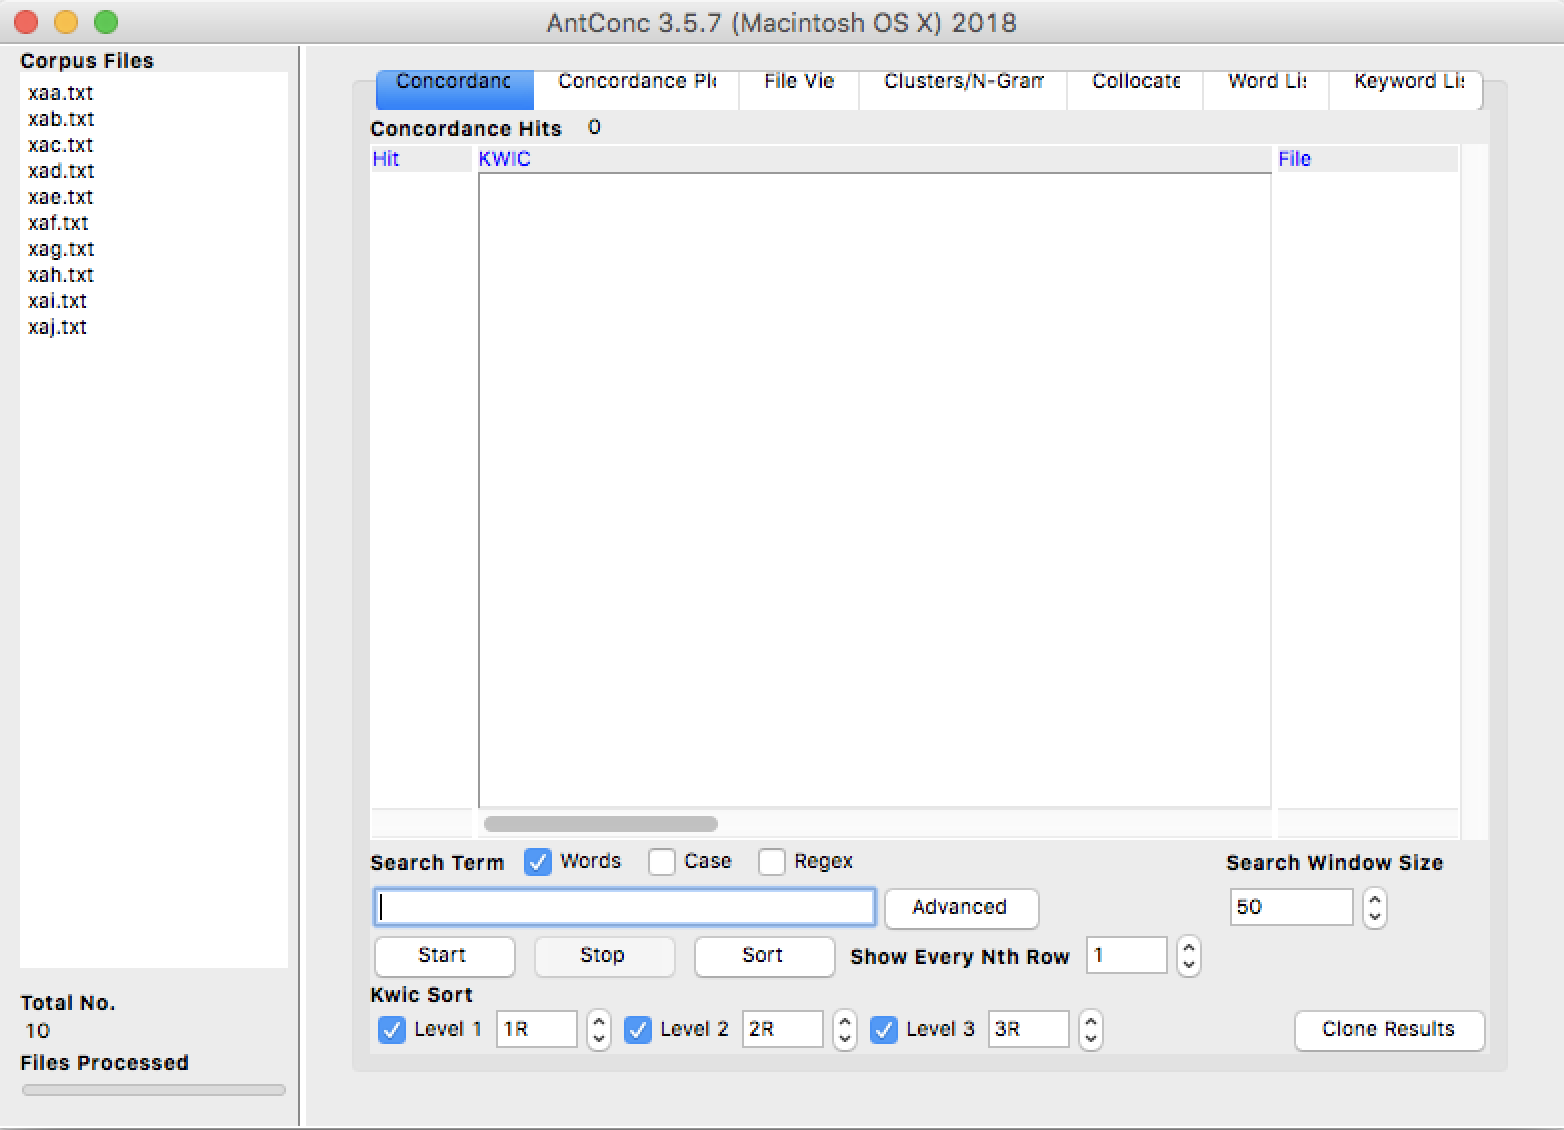 AntConc 3.5.7 (Macintosh OS X) 2018
Corpus Files
xaa.txt
xab.txt
xac.txt
xad.txt
xae.txt
xaf.txt
xag.txt
xah.txt
xai.txt
xaj.txt
Total No.
10
Files Processed
Concordanc Concordance Plo File Vie Clusters/N-Gram Collocate Word Lis Keyword Lis
Concordance Hits 0
Hit KWIC File
Search Term Words Case Regex Search Window Size
Advanced 50
Start Stop Sort Show Every Nth Row 1
Kwic Sort
Level 1 1R Level 2 2R Level 3 3R Clone Results